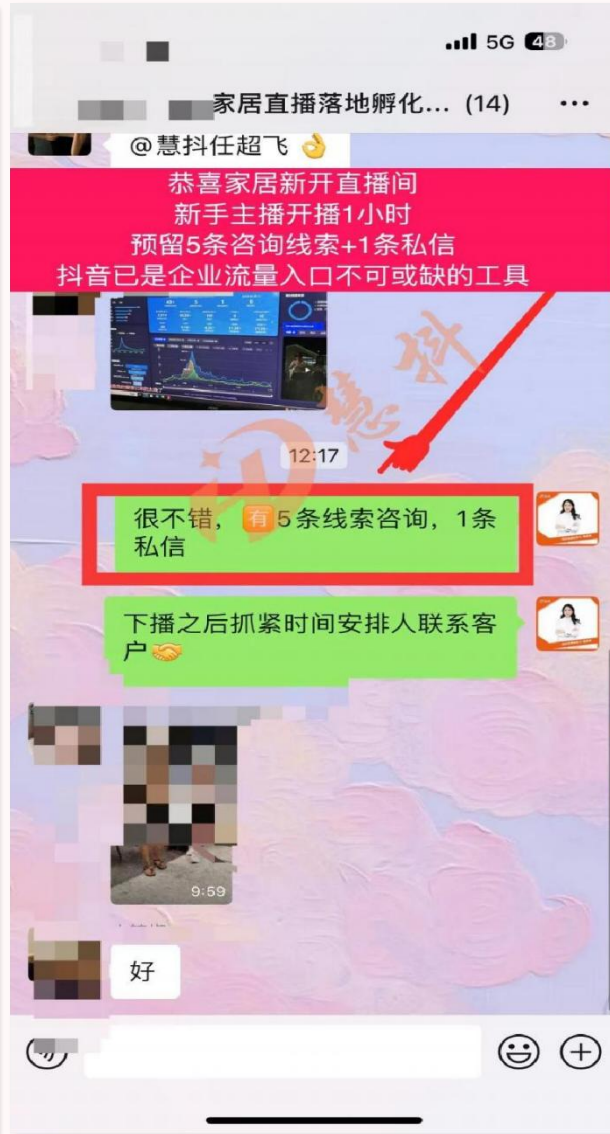 5G 48
家居直播落地孵化... (14)
@慧抖任超飞 👌
恭喜家居新开直播间
新手主播开播1小时
预留5条咨询线索+1条私信
抖音已是企业流量入口不可或缺的工具
慧抖
12:17
很不错，🈶5条线索咨询，1条
私信
下播之后抓紧时间安排人联系客
户🤝
9:59
好